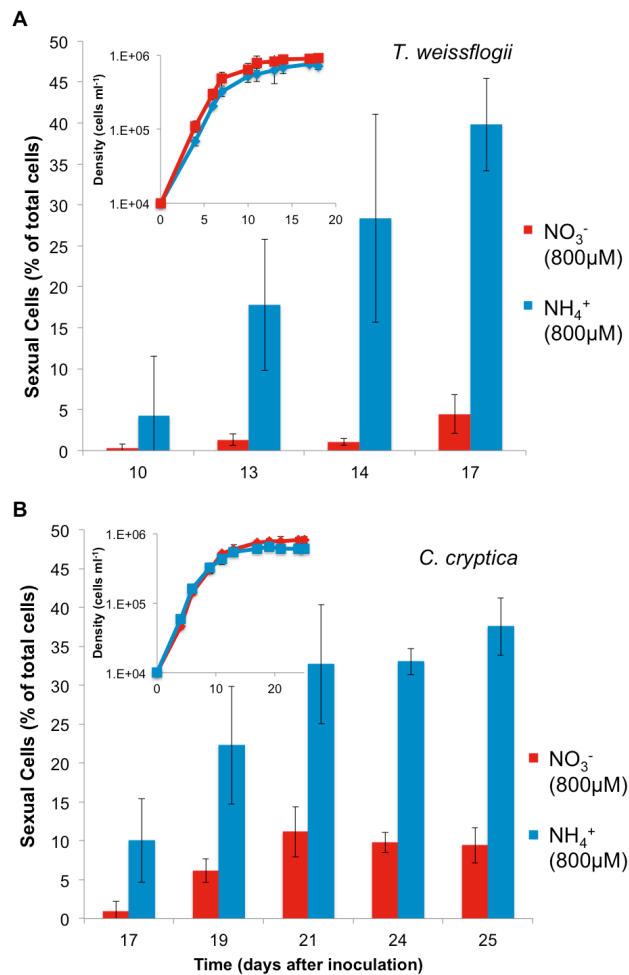 A
T. weissflogii
Sexual Cells (% of total cells)
50
45
40
35
30
25
20
15
10
5
0
10
13
14
17
Density (cells ml-1)
1.E+06
1.E+05
1.E+04
0
5
10
15
20
NO3-
(800µM)
NH4+
(800µM)
B
C. cryptica
Sexual Cells (% of total cells)
50
45
40
35
30
25
20
15
10
5
0
17
19
21
24
25
Time (days after inoculation)
Density (cells ml-1)
1.E+06
1.E+05
1.E+04
0
10
20
NO3-
(800µM)
NH4+
(800µM)